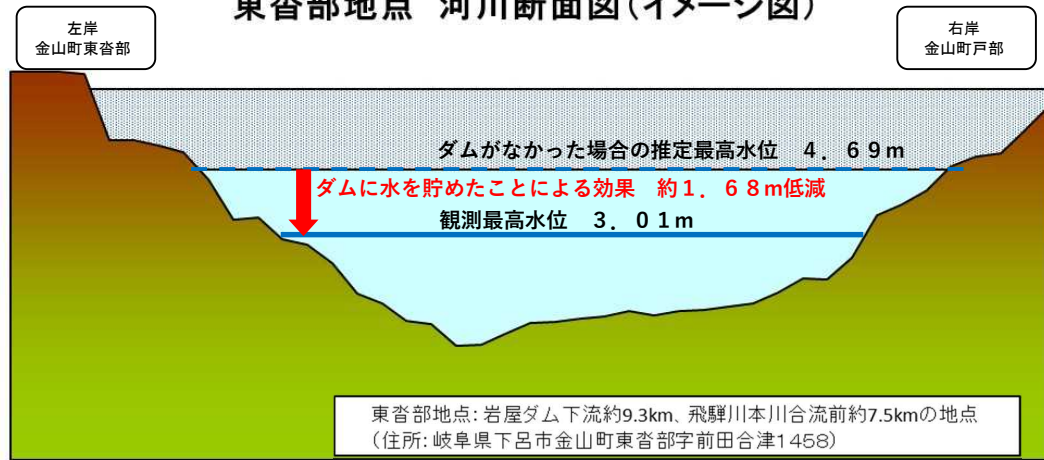 東沓部地点 河川断面図(イメージ図)
左岸
金山町東沓部
右岸
金山町戸部
ダムがなかった場合の推定最高水位 4.69m
ダムに水を貯めたことによる効果 約1.68m低減
観測最高水位 3.01m
東沓部地点:岩屋ダム下流約9.3km、飛騨川本川合流前約7.5kmの地点
(住所:岐阜県下呂市金山町東沓部字前田合津1458)